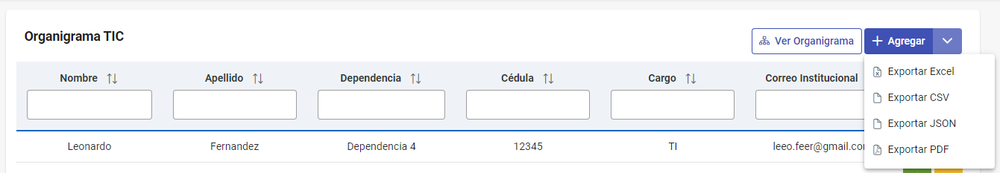 Organigrama TIC
Ver Organigrama
Agregar
Nombre Apellido Dependencia Cédula Cargo Correo Institucional
Exportar Excel
Exportar CSV
Exportar JSON
Exportar PDF
Leonardo Fernandez Dependencia 4 12345 TI leeo.feer@gmail.co